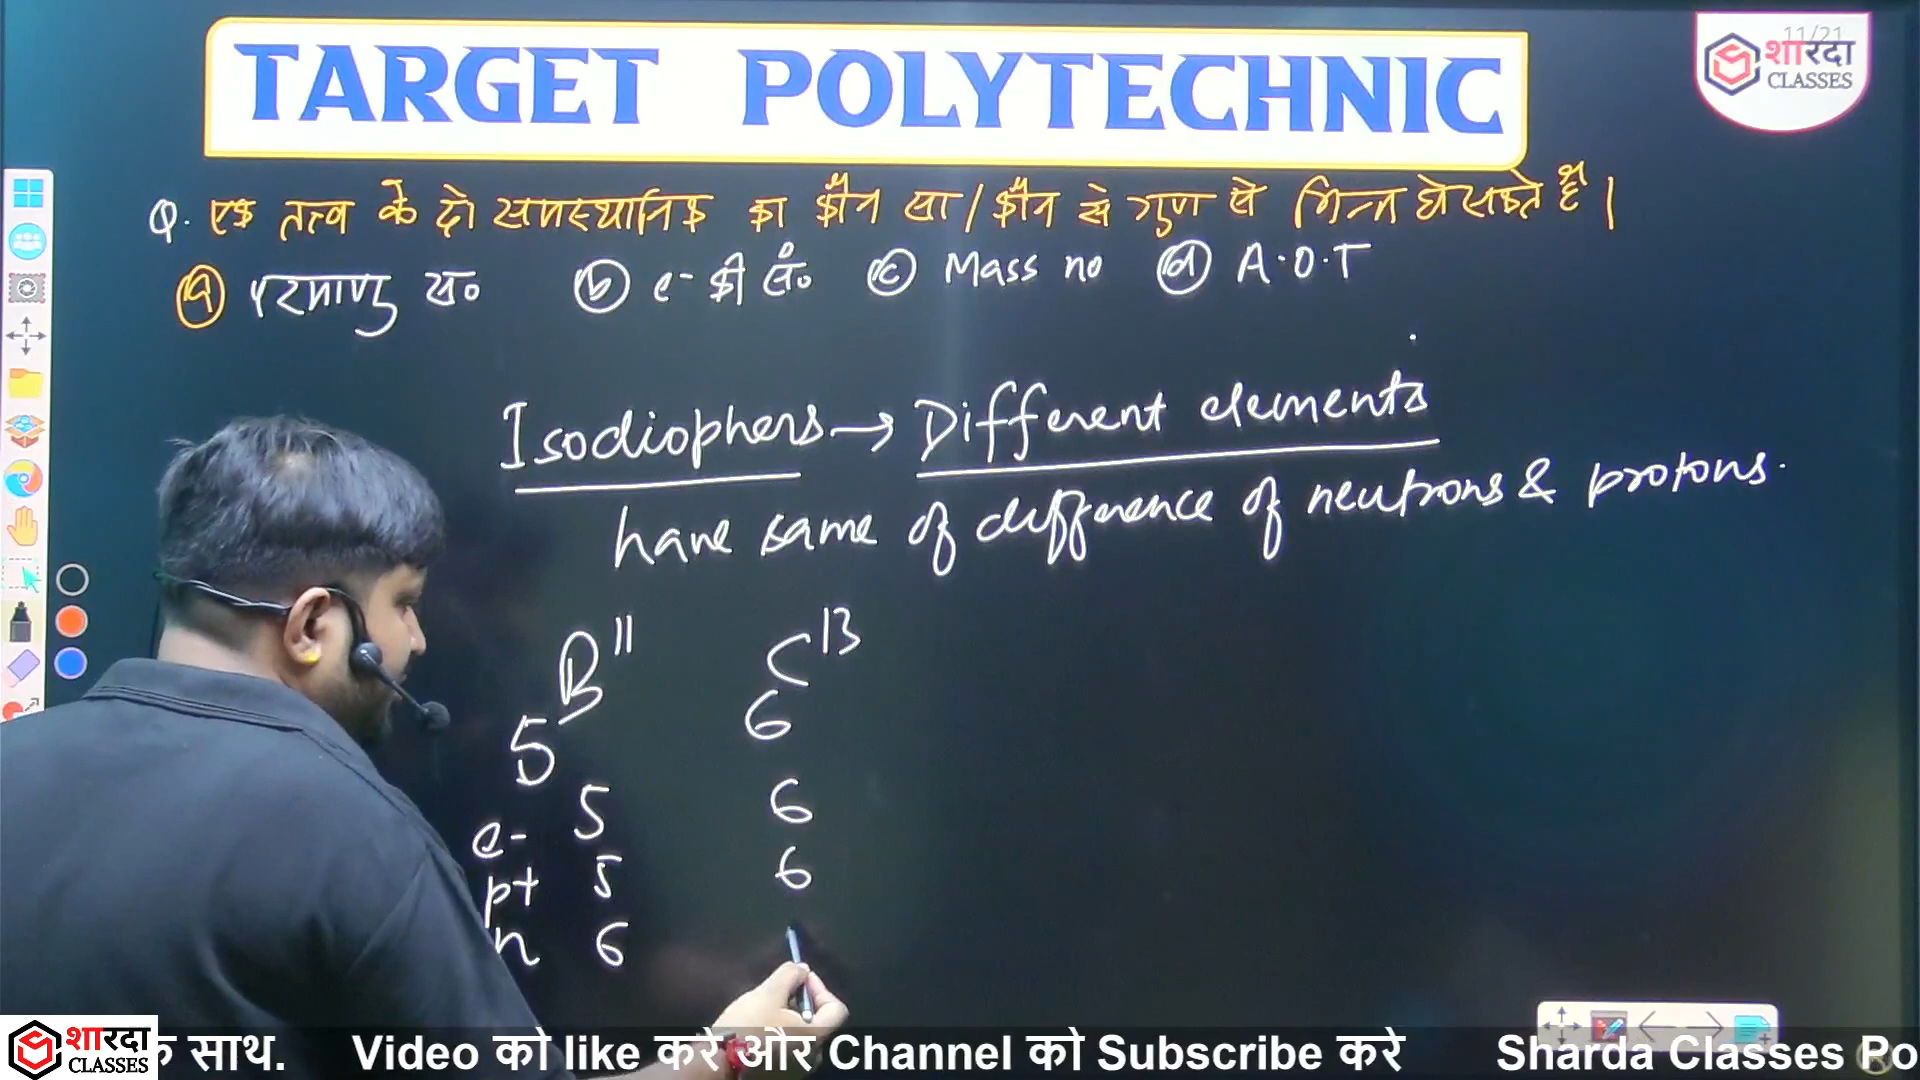 TARGET POLYTECHNIC
11/21
शारदा
CLASSES
Q. एक तत्व के दो समस्थानिक का कौन सा / कौन से गुण से भिन्न हो सकते हैं।
(a) परमाणु सं० (b) e- की सं० (c) Mass no (d) A.O.T
Isodiophers → Different elements
have same of difference of neutrons & protons.
B 11 C 13
5 6
e- 5 6
p+ 5 6
n 6
शारदा
CLASSES
के साथ. Video को like करे और Channel को Subscribe करे Sharda Classes Po